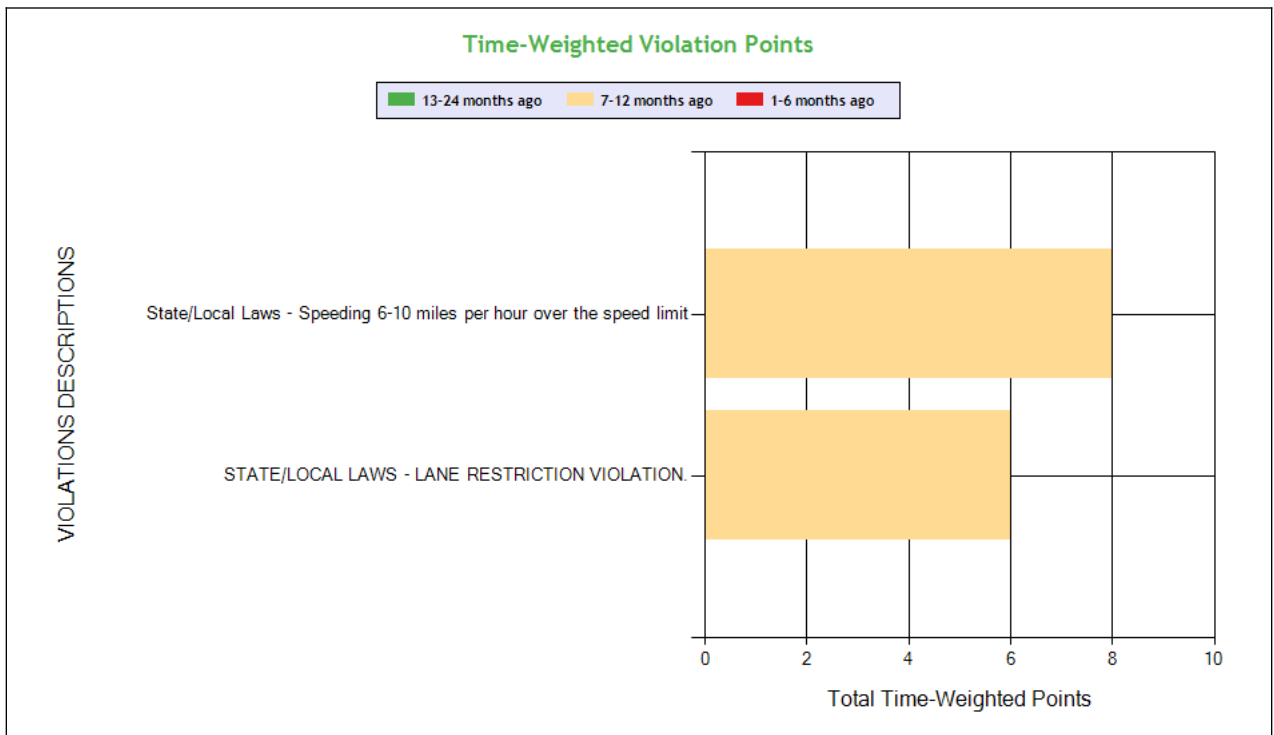 Time-Weighted Violation Points
13-24 months ago 7-12 months ago 1-6 months ago
VIOLATIONS DESCRIPTIONS
State/Local Laws - Speeding 6-10 miles per hour over the speed limit
STATE/LOCAL LAWS - LANE RESTRICTION VIOLATION.
0 2 4 6 8 10
Total Time-Weighted Points